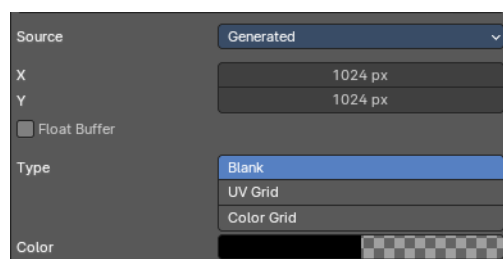 Source Generated
X 1024 px
Y 1024 px
Float Buffer
Type Blank
UV Grid
Color Grid
Color